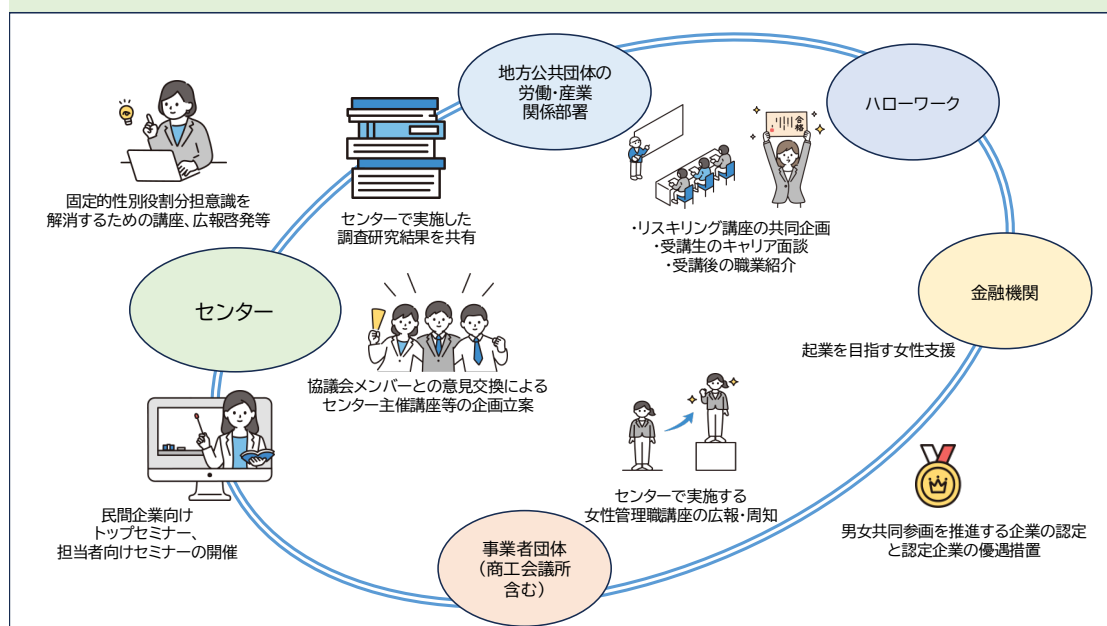 地方公共団体の
労働・産業
関係部署
ハローワーク
合格
固定的性別役割分担意識を
解消するための講座、広報啓発等
センターで実施した
調査研究結果を共有
・リスキリング講座の共同企画
・受講生のキャリア面談
・受講後の職業紹介
センター
金融機関
起業を目指す女性支援
協議会メンバーとの意見交換による
センター主催講座等の企画立案
民間企業向け
トップセミナー、
担当者向けセミナーの開催
センターで実施する
女性管理職講座の広報・周知
男女共同参画を推進する企業の認定
と認定企業の優遇措置
事業者団体
（商工会議所
含む）